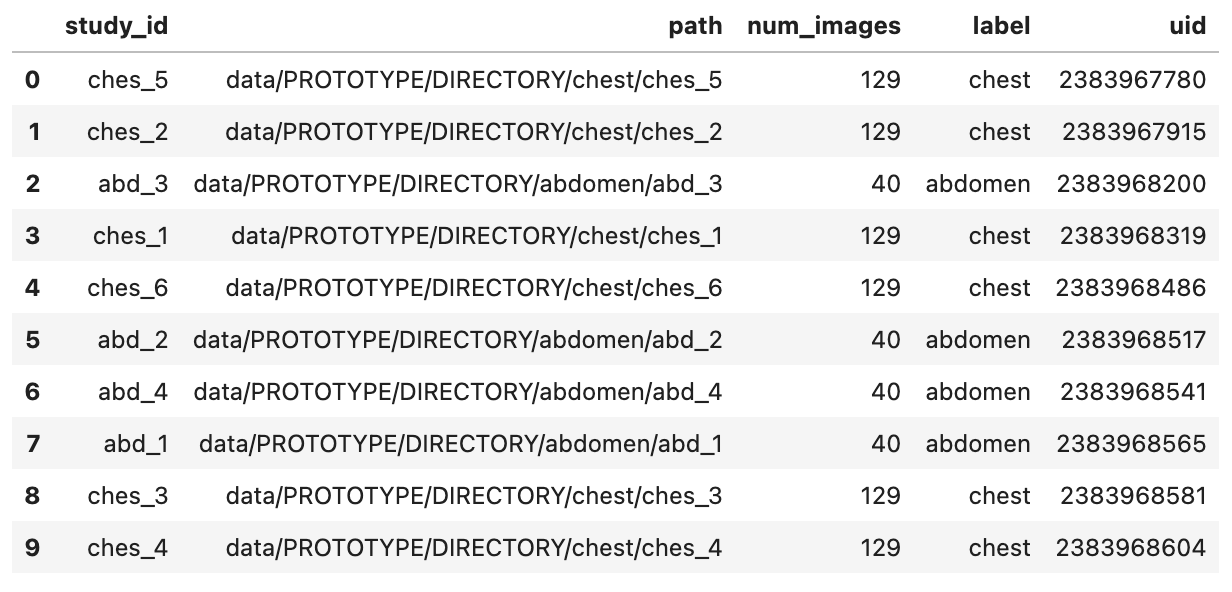 study_id path num_images label uid
0 ches_5 data/PROTOTYPE/DIRECTORY/chest/ches_5 129 chest 2383967780
1 ches_2 data/PROTOTYPE/DIRECTORY/chest/ches_2 129 chest 2383967915
2 abd_3 data/PROTOTYPE/DIRECTORY/abdomen/abd_3 40 abdomen 2383968200
3 ches_1 data/PROTOTYPE/DIRECTORY/chest/ches_1 129 chest 2383968319
4 ches_6 data/PROTOTYPE/DIRECTORY/chest/ches_6 129 chest 2383968486
5 abd_2 data/PROTOTYPE/DIRECTORY/abdomen/abd_2 40 abdomen 2383968517
6 abd_4 data/PROTOTYPE/DIRECTORY/abdomen/abd_4 40 abdomen 2383968541
7 abd_1 data/PROTOTYPE/DIRECTORY/abdomen/abd_1 40 abdomen 2383968565
8 ches_3 data/PROTOTYPE/DIRECTORY/chest/ches_3 129 chest 2383968581
9 ches_4 data/PROTOTYPE/DIRECTORY/chest/ches_4 129 chest 2383968604